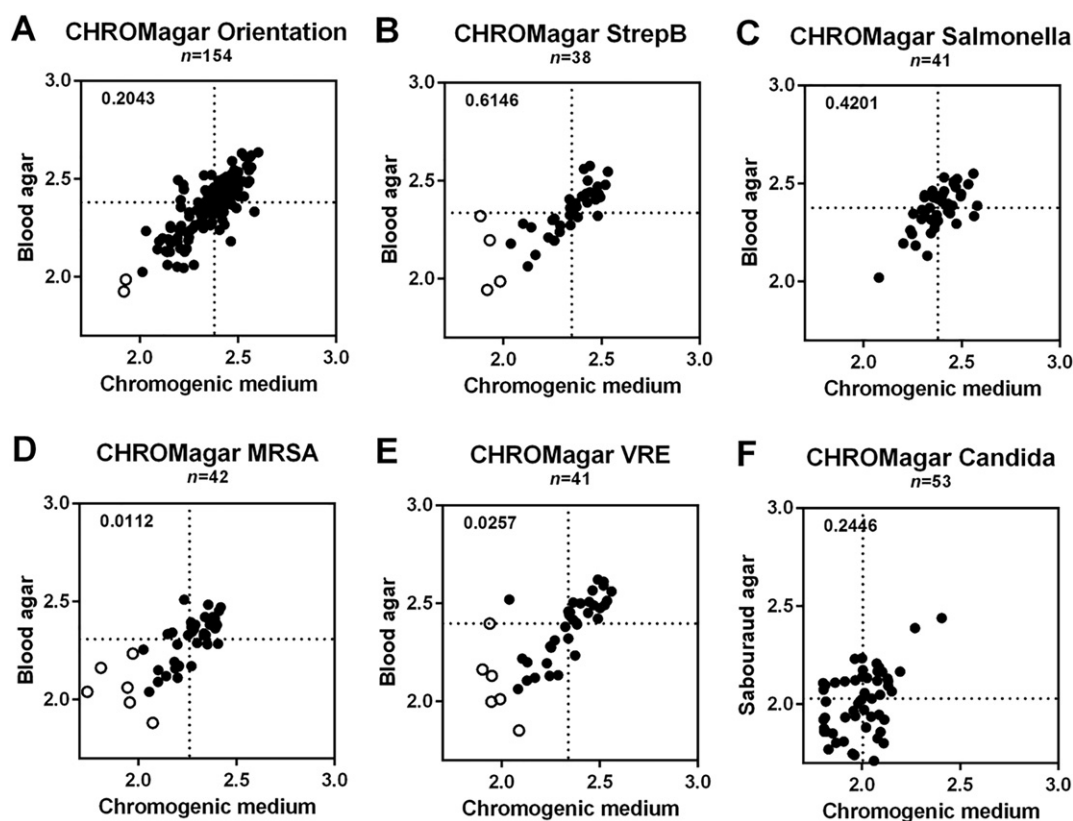 A CHROMagar Orientation
n=154
3.0
0.2043
2.5
2.0
Blood agar
2.0 2.5 3.0
Chromogenic medium
B CHROMagar StrepB
n=38
3.0
0.6146
2.5
2.0
Blood agar
2.0 2.5 3.0
Chromogenic medium
C CHROMagar Salmonella
n=41
3.0
0.4201
2.5
2.0
Blood agar
2.0 2.5 3.0
Chromogenic medium
D CHROMagar MRSA
n=42
3.0
0.0112
2.5
2.0
Blood agar
2.0 2.5 3.0
Chromogenic medium
E CHROMagar VRE
n=41
3.0
0.0257
2.5
2.0
Blood agar
2.0 2.5 3.0
Chromogenic medium
F CHROMagar Candida
n=53
3.0
0.2446
2.5
2.0
Sabouraud agar
2.0 2.5 3.0
Chromogenic medium